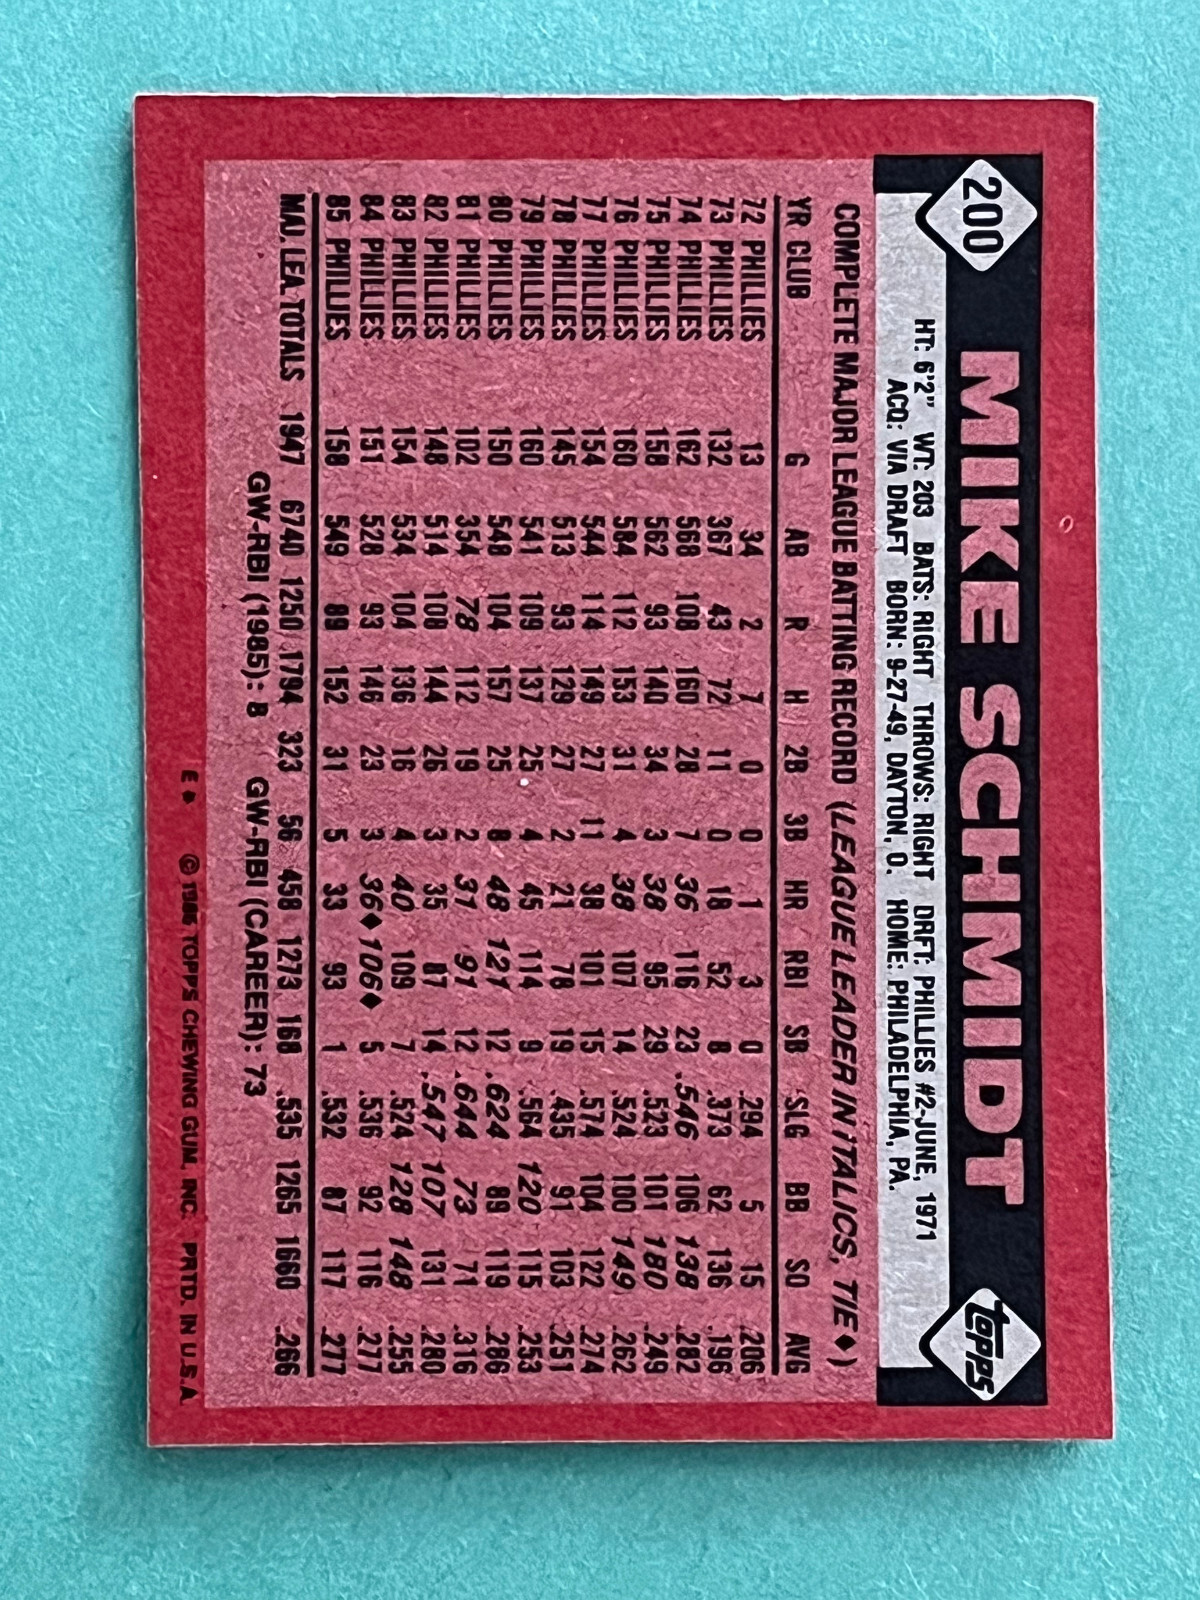 200 MIKE SCHMIDT topps
HT: 6'2" WT: 203 BATS: RIGHT THROWS: RIGHT DRFT: PHILLIES #2-JUNE, 1971
ACQ: VIA DRAFT BORN: 9-27-49, DAYTON, O. HOME: PHILADELPHIA, PA.
COMPLETE MAJOR LEAGUE BATTING RECORD (LEAGUE LEADER IN ITALICS, TIE ♦)
YR CLUB G AB R H 2B 3B HR RBI SB SLG BB SO AVG
72 PHILLIES 13 34 2 7 0 0 1 3 0 .294 5 15 .206
73 PHILLIES 132 367 43 72 11 0 18 52 8 .373 62 136 .196
74 PHILLIES 162 568 108 160 28 7 36 116 23 .546 106 138 .282
75 PHILLIES 158 562 93 140 34 3 38 95 29 .523 101 180 .249
76 PHILLIES 160 584 112 153 31 4 38 107 14 .524 100 149 .262
77 PHILLIES 154 544 114 149 27 11 38 101 15 .574 104 122 .274
78 PHILLIES 145 513 93 129 27 2 21 78 19 .435 91 103 .251
79 PHILLIES 160 541 109 137 25 4 45 114 9 .564 120 115 .253
80 PHILLIES 150 548 104 157 25 8 48 121 12 .624 89 119 .286
81 PHILLIES 102 354 78 112 19 2 31 91 12 .644 73 71 .316
82 PHILLIES 148 514 108 144 26 3 35 87 14 .547 107 131 .280
83 PHILLIES 154 534 104 136 16 4 40 109 7 .524 128 148 .255
84 PHILLIES 151 528 93 146 23 3 36♦ 106♦ 5 .536 92 116 .277
85 PHILLIES 158 549 89 152 31 5 33 93 1 .532 87 117 .277
MAJ. LEA. TOTALS 1947 6740 1250 1794 323 56 458 1273 168 .535 1265 1660 .266
GW-RBI (1985): 8 GW-RBI (CAREER): 73
E♦ © 1986 TOPPS CHEWING GUM, INC. PRTD. IN U.S.A.